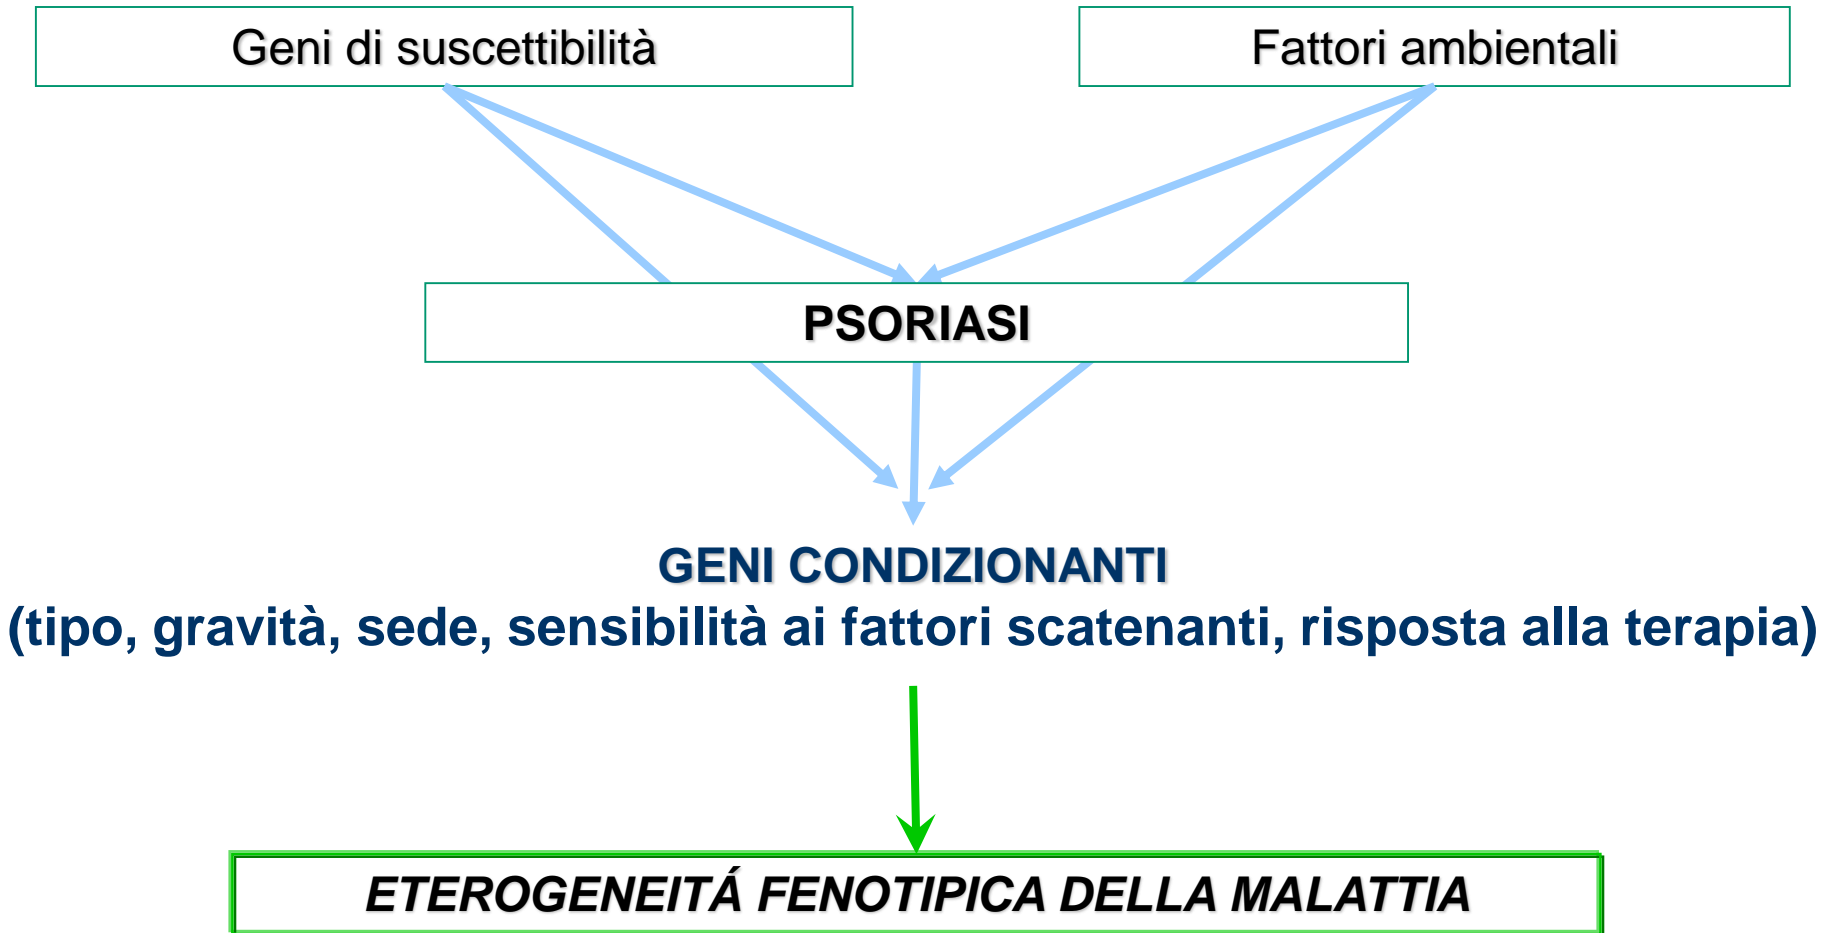 Geni di suscettibilità
Fattori ambientali
PSORIASI
GENI CONDIZIONANTI
(tipo, gravità, sede, sensibilità ai fattori scatenanti, risposta alla terapia)
ETEROGENEITÁ FENOTIPICA DELLA MALATTIA